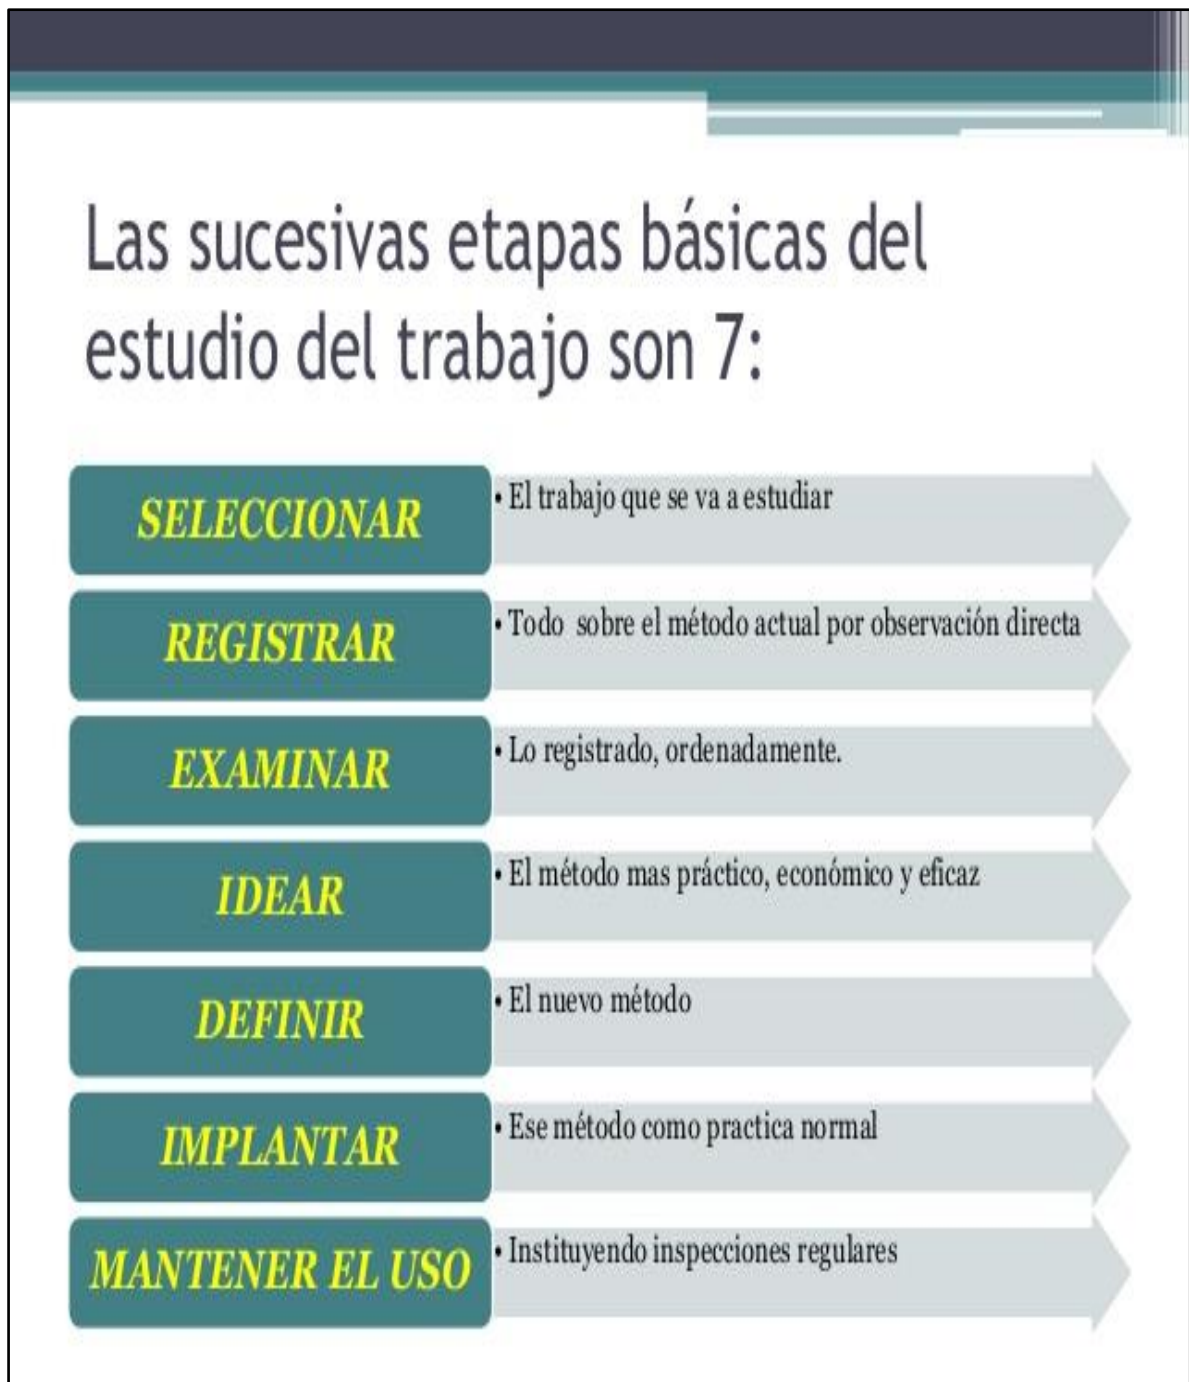 Las sucesivas etapas básicas del
estudio del trabajo son 7:
SELECCIONAR
• El trabajo que se va a estudiar
REGISTRAR
• Todo sobre el método actual por observación directa
EXAMINAR
• Lo registrado, ordenadamente.
IDEAR
• El método mas práctico, económico y eficaz
DEFINIR
• El nuevo método
IMPLANTAR
• Ese método como practica normal
MANTENER EL USO
• Instituyendo inspecciones regulares